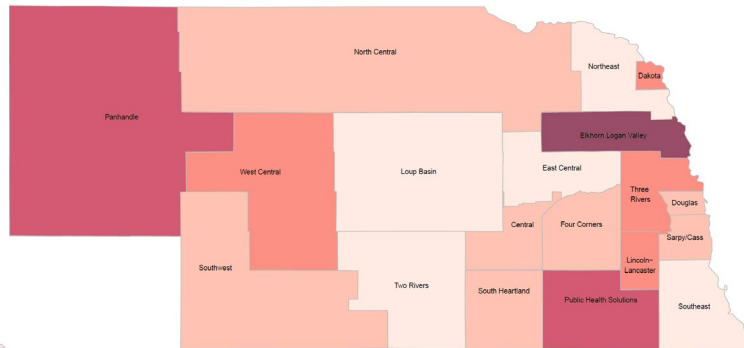 North Central
Northeast
Dakota
Panhandle
Elkhorn Logan Valley
West Central
Loup Basin
East Central
Three
Rivers
Douglas
Central
Four Corners
Sarpy/Cass
Southwest
Lincoln-
Lancaster
Two Rivers
South Heartland
Public Health Solutions
Southeast